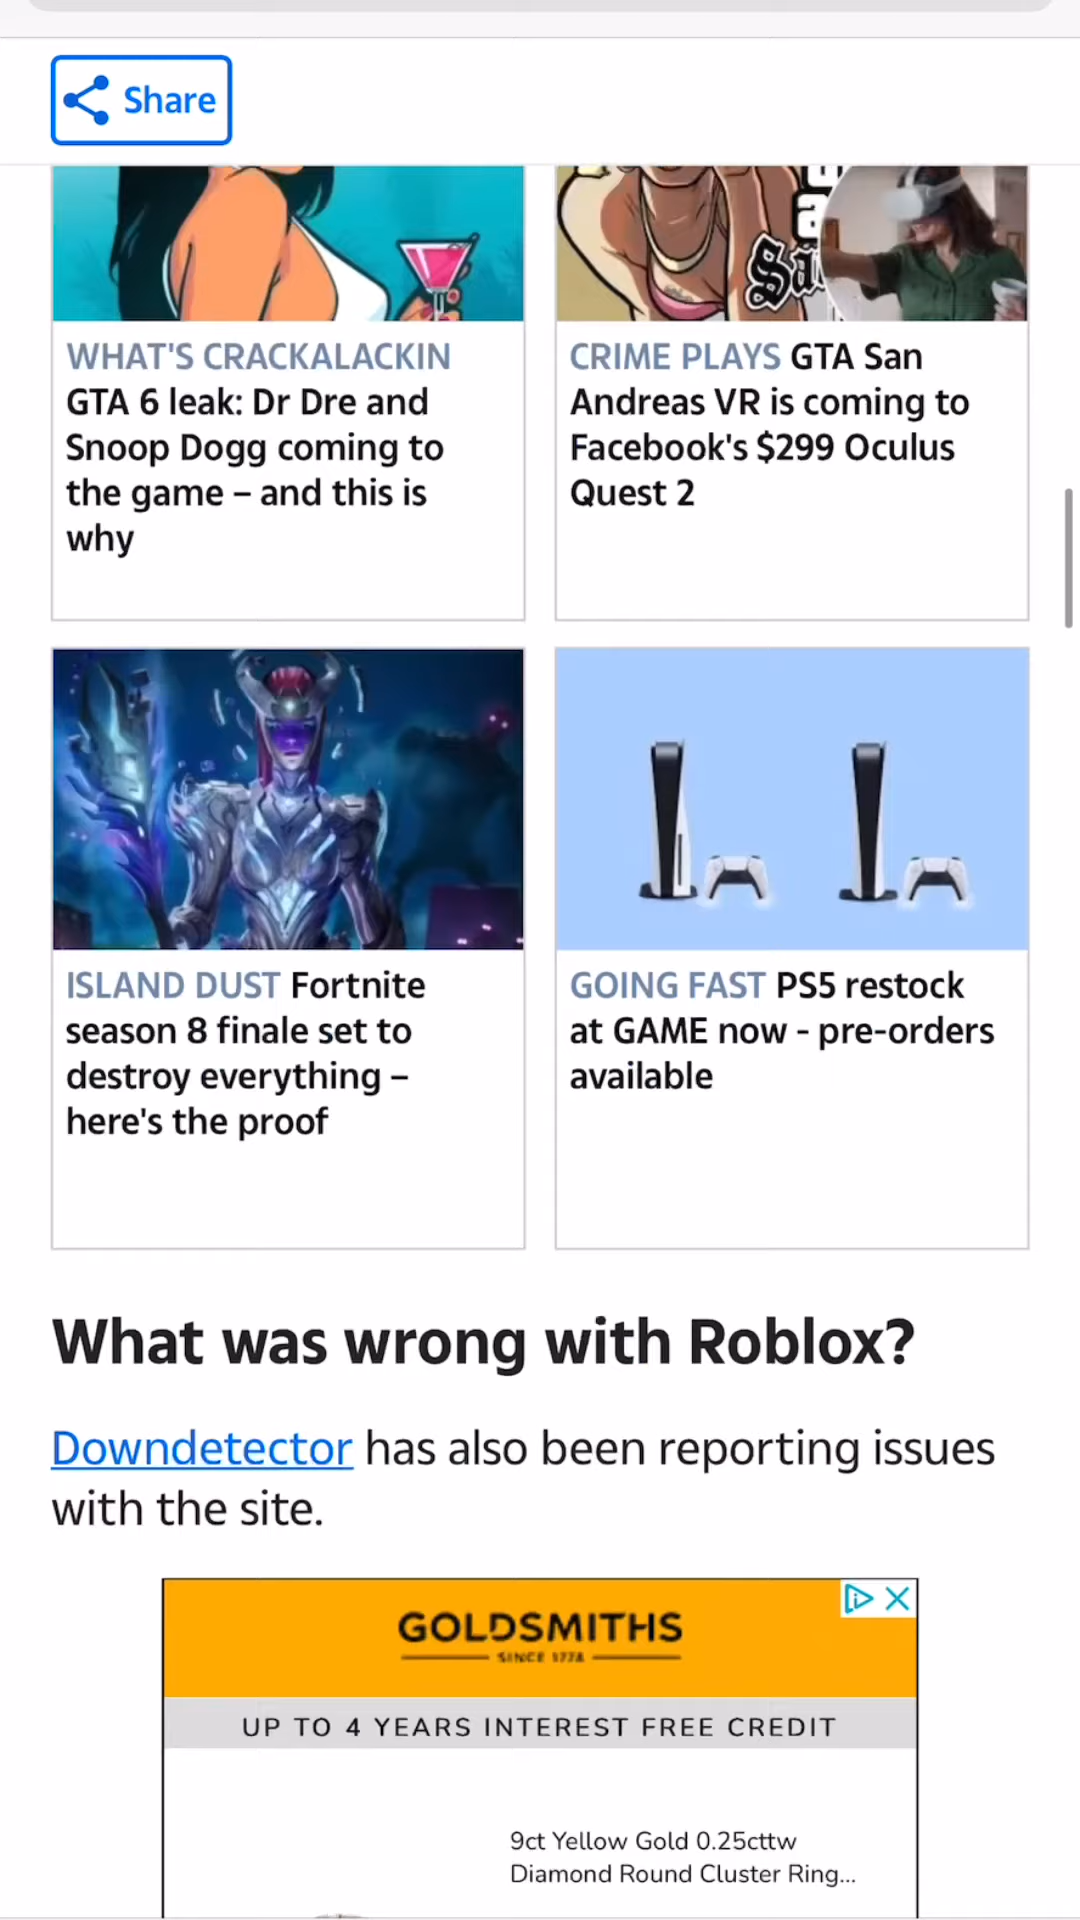 Share
Sa
WHAT'S CRACKALACKIN
GTA 6 leak: Dr Dre and
Snoop Dogg coming to
the game – and this is
why
CRIME PLAYS GTA San
Andreas VR is coming to
Facebook's $299 Oculus
Quest 2
ISLAND DUST Fortnite
season 8 finale set to
destroy everything –
here's the proof
GOING FAST PS5 restock
at GAME now - pre-orders
available
What was wrong with Roblox?
Downdetector has also been reporting issues
with the site.
GOLDSMITHS
SINCE 1778
UP TO 4 YEARS INTEREST FREE CREDIT
9ct Yellow Gold 0.25cttw
Diamond Round Cluster Ring...